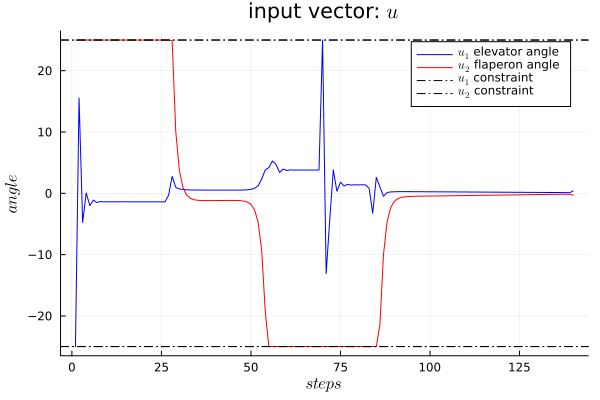 input vector: u
u₁ elevator angle
u₂ flaperon angle
u₁ constraint
u₂ constraint
angle
20
10
0
−10
−20
0
25
50
75
100
125
steps